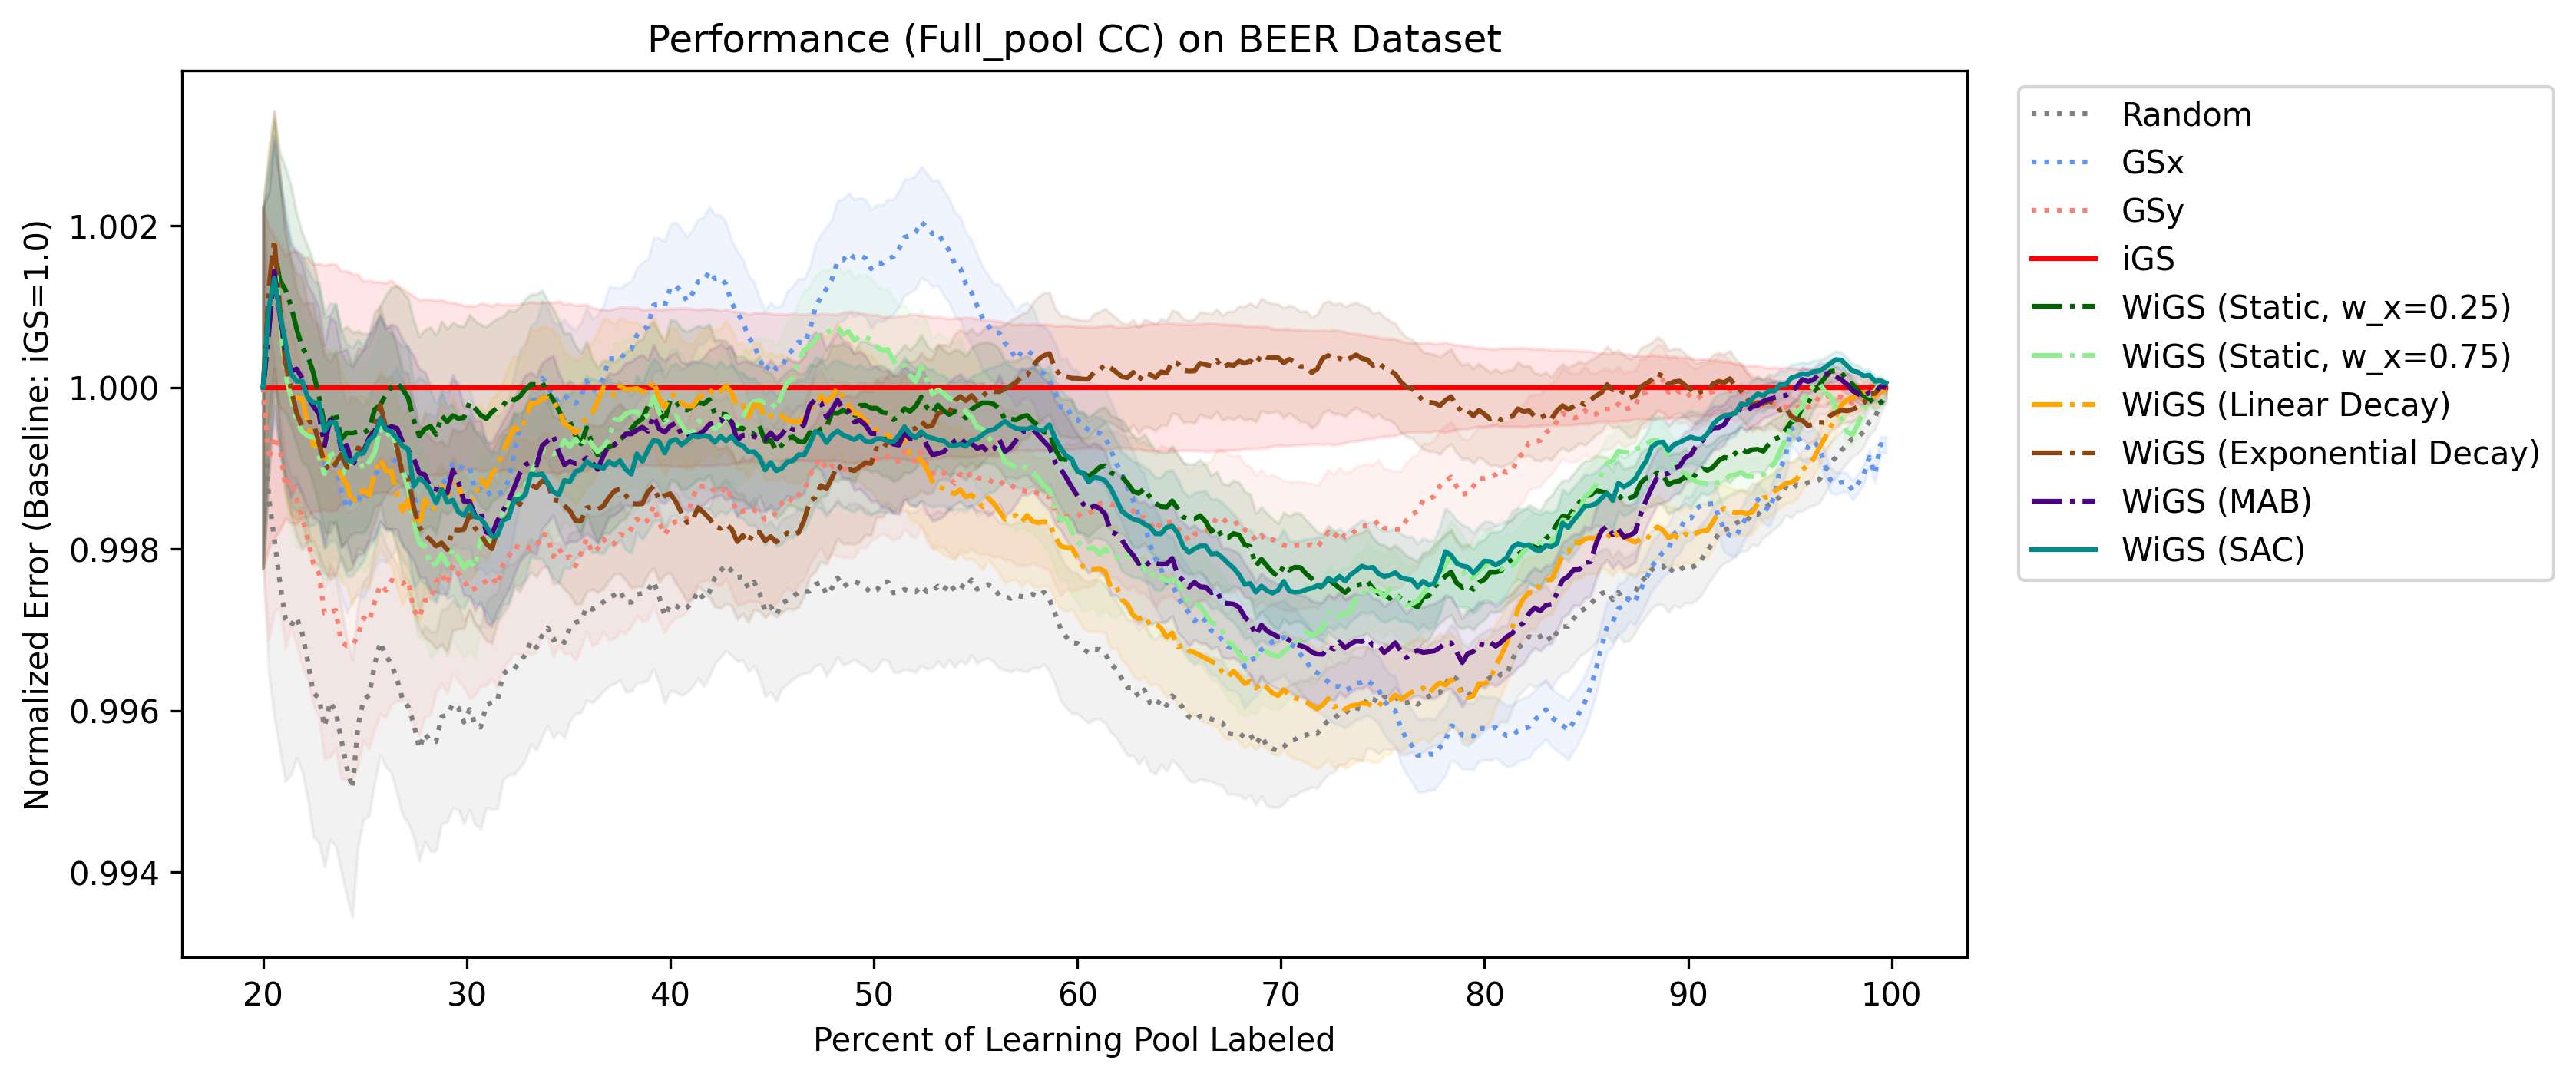 Performance (Full_pool CC) on BEER Dataset
Normalized Error (Baseline: iGS=1.0)
1.002
1.000
0.998
0.996
0.994
20 30 40 50 60 70 80 90 100
Percent of Learning Pool Labeled
Random
GSx
GSy
iGS
WiGS (Static, w_x=0.25)
WiGS (Static, w_x=0.75)
WiGS (Linear Decay)
WiGS (Exponential Decay)
WiGS (MAB)
WiGS (SAC)